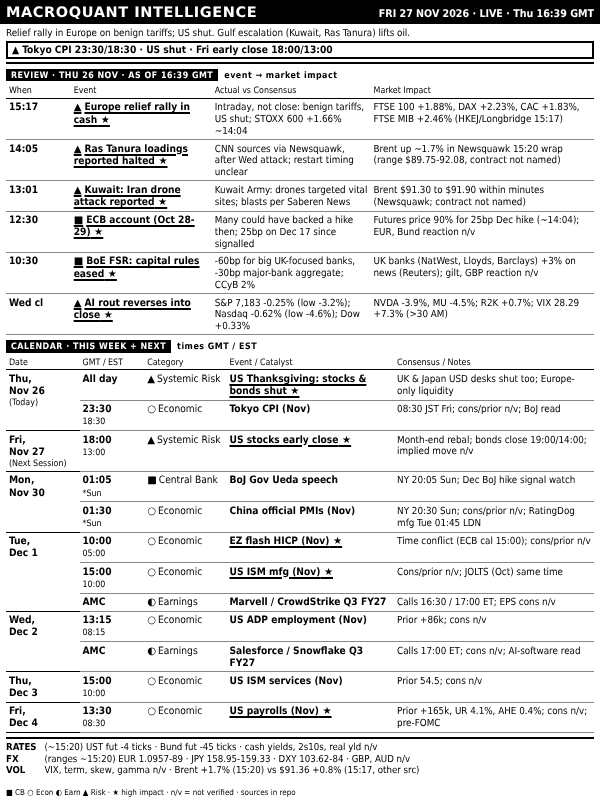 MACROQUANT INTELLIGENCE FRI 27 NOV 2026 · LIVE · Thu 16:39 GMT
Relief rally in Europe on benign tariffs; US shut. Gulf escalation (Kuwait, Ras Tanura) lifts oil.
▲ Tokyo CPI 23:30/18:30 · US shut · Fri early close 18:00/13:00
REVIEW · THU 26 NOV · AS OF 16:39 GMT event → market impact
When Event Actual vs Consensus Market Impact
15:17 ▲ Europe relief rally in Intraday, not close: benign tariffs, FTSE 100 +1.88%, DAX +2.23%, CAC +1.83%,
cash ★ US shut; STOXX 600 +1.66% FTSE MIB +2.46% (HKEJ/Longbridge 15:17)
~14:04
14:05 ▲ Ras Tanura loadings CNN sources via Newsquawk, Brent up ~1.7% in Newsquawk 15:20 wrap
reported halted ★ after Wed attack; restart timing (range $89.75-92.08, contract not named)
unclear
13:01 ▲ Kuwait: Iran drone Kuwait Army: drones targeted vital Brent $91.30 to $91.90 within minutes
attack reported ★ sites; blasts per Saberen News (Newsquawk; contract not named)
12:30 ■ ECB account (Oct 28- Many could have backed a hike Futures price 90% for 25bp Dec hike (~14:04);
29) ★ then; 25bp on Dec 17 since EUR, Bund reaction n/v
signalled
10:30 ■ BoE FSR: capital rules -60bp for big UK-focused banks, UK banks (NatWest, Lloyds, Barclays) +3% on
eased ★ -30bp major-bank aggregate; news (Reuters); gilt, GBP reaction n/v
CCyB 2%
Wed cl ▲ AI rout reverses into S&P 7,183 -0.25% (low -3.2%); NVDA -3.9%, MU -4.5%; R2K +0.7%; VIX 28.29
close ★ Nasdaq -0.62% (low -4.6%); Dow +7.3% (>30 AM)
+0.33%
CALENDAR · THIS WEEK + NEXT times GMT / EST
Date GMT / EST Category Event / Catalyst Consensus / Notes
Thu, All day ▲ Systemic Risk US Thanksgiving: stocks & UK & Japan USD desks shut too; Europe-
Nov 26 bonds shut ★ only liquidity
(Today)
23:30 ○ Economic Tokyo CPI (Nov) 08:30 JST Fri; cons/prior n/v; BoJ read
18:30
Fri, 18:00 ▲ Systemic Risk US stocks early close ★ Month-end rebal; bonds close 19:00/14:00;
Nov 27 13:00 implied move n/v
(Next Session)
Mon, 01:05 ■ Central Bank BoJ Gov Ueda speech NY 20:05 Sun; Dec BoJ hike signal watch
Nov 30 *Sun
01:30 ○ Economic China official PMIs (Nov) NY 20:30 Sun; cons/prior n/v; RatingDog
*Sun mfg Tue 01:45 LDN
Tue, 10:00 ○ Economic EZ flash HICP (Nov) ★ Time conflict (ECB cal 15:00); cons/prior n/v
Dec 1 05:00
15:00 ○ Economic US ISM mfg (Nov) ★ Cons/prior n/v; JOLTS (Oct) same time
10:00
AMC ◐ Earnings Marvell / CrowdStrike Q3 FY27 Calls 16:30 / 17:00 ET; EPS cons n/v
Wed, 13:15 ○ Economic US ADP employment (Nov) Prior +86k; cons n/v
Dec 2 08:15
AMC ◐ Earnings Salesforce / Snowflake Q3 Calls 17:00 ET; cons n/v; AI-software read
FY27
Thu, 15:00 ○ Economic US ISM services (Nov) Prior 54.5; cons n/v
Dec 3 10:00
Fri, 13:30 ○ Economic US payrolls (Nov) ★ Prior +165k, UR 4.1%, AHE 0.4%; cons n/v;
Dec 4 08:30 pre-FOMC
RATES (~15:20) UST fut -4 ticks · Bund fut -45 ticks · cash yields, 2s10s, real yld n/v
FX (ranges ~15:20) EUR 1.0957-89 · JPY 158.95-159.33 · DXY 103.62-84 · GBP, AUD n/v
VOL VIX, term, skew, gamma n/v · Brent +1.7% (15:20) vs $91.36 +0.8% (15:17, other src)
■ CB ○ Econ ◐ Earn ▲ Risk · ★ high impact · n/v = not verified · sources in repo